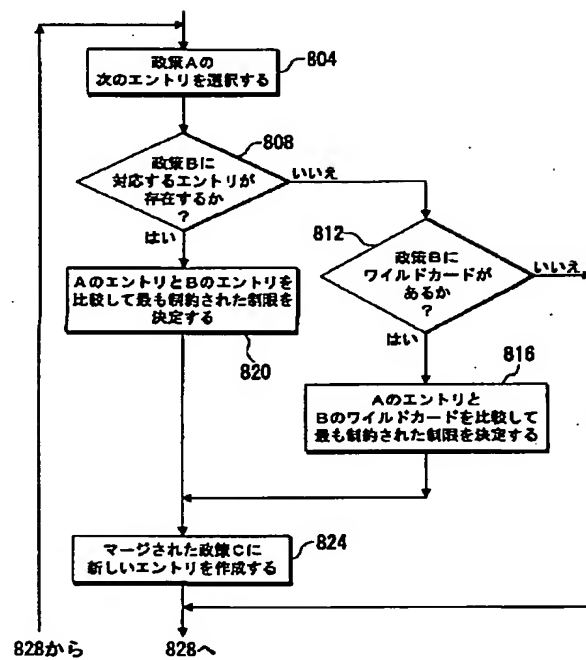 政策Aの
次のエントリを選択する
804
政策Bに
対応するエントリが
存在するか
?
808
いいえ
はい
812
政策Bに
ワイルドカードが
あるか
?
いいえ
はい
AのエントリとBのエントリを
比較して最も制約された制限を
決定する
820
816
Aのエントリと
Bのワイルドカードを比較して
最も制約された制限を決定する
マージされた政策Cに
新しいエントリを作成する
824
828から
828へ